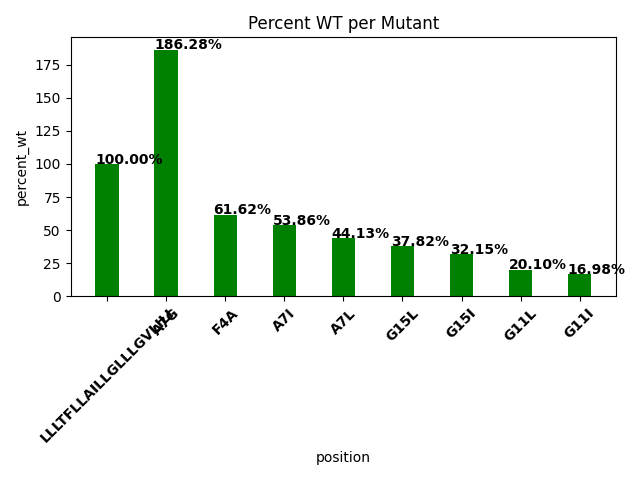 Percent WT per Mutant
186.28%
100.00%
61.62%
53.86%
44.13%
37.82%
32.15%
20.10%
16.98%
percent_wt
175
150
125
100
75
50
25
0
A7G
F4A
A7I
A7L
G15L
G15I
G11L
G11I
position